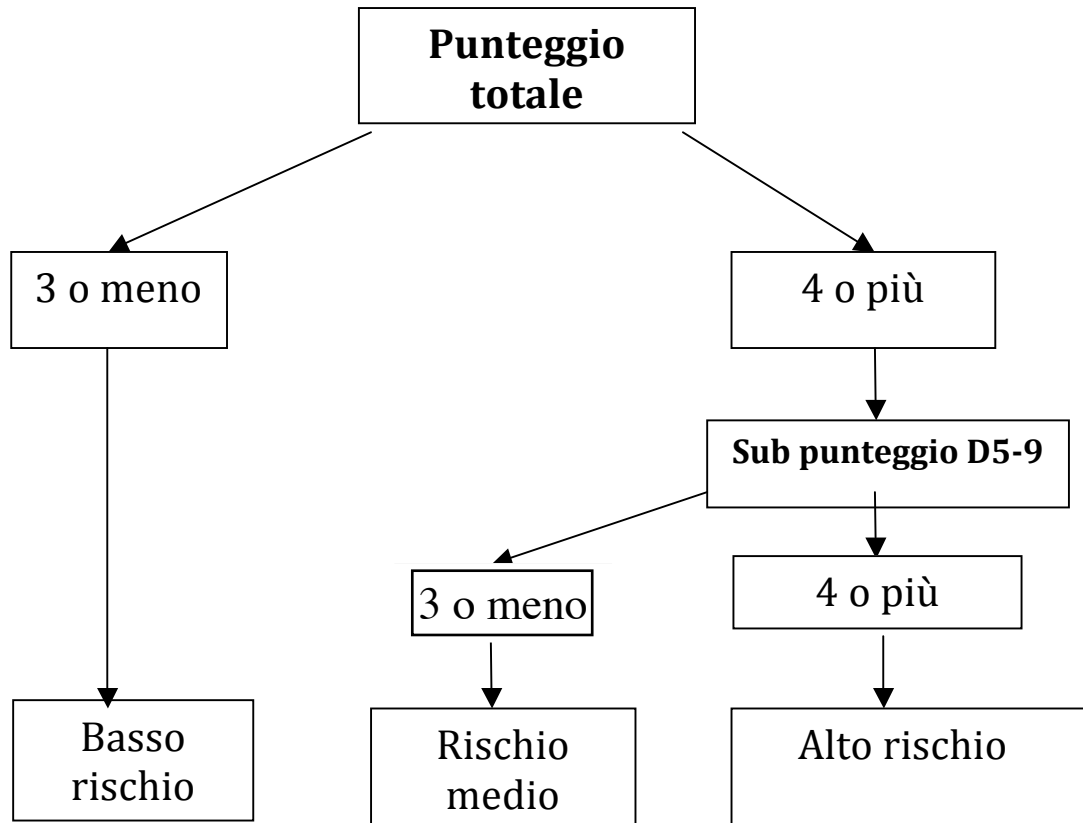 Punteggio
totale
3 o meno
4 o più
Sub punteggio D5-9
3 o meno
4 o più
Basso
rischio
Rischio
medio
Alto rischio